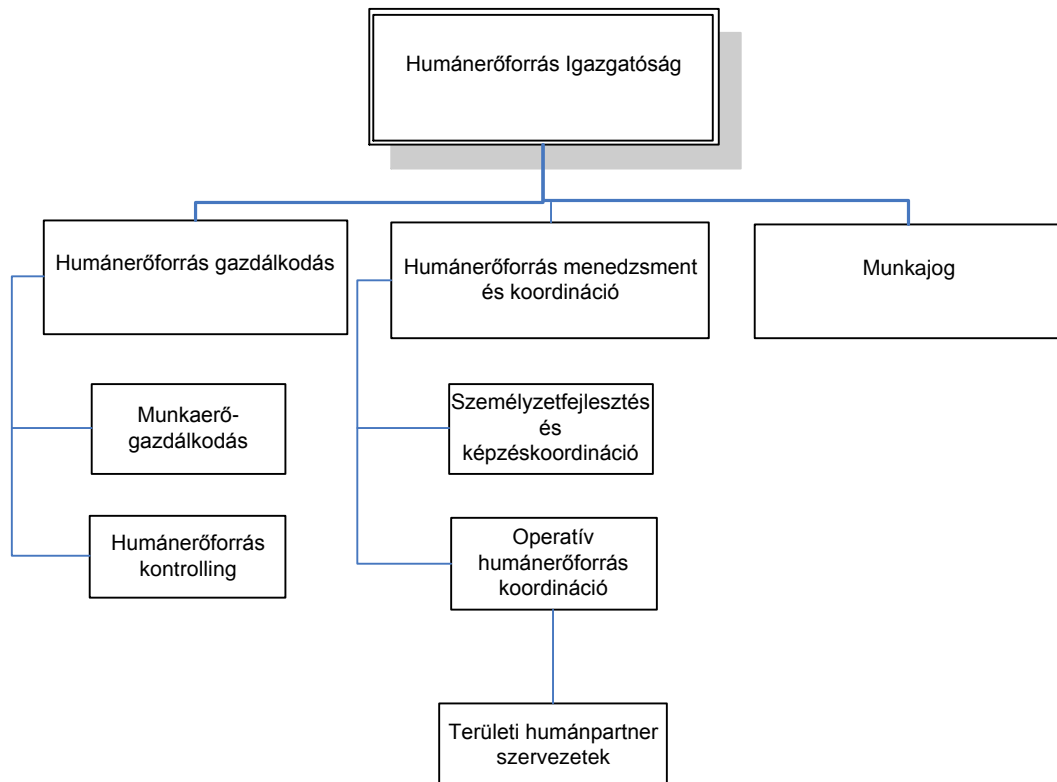 Humánerőforrás Igazgatóság
Humánerőforrás gazdálkodás
Humánerőforrás menedzsment
és koordináció
Munkajog
Munkaerő-
gazdálkodás
Személyzetfejlesztés
és
képzéskoordináció
Humánerőforrás
kontrolling
Operatív
humánerőforrás
koordináció
Területi humánpartner
szervezetek